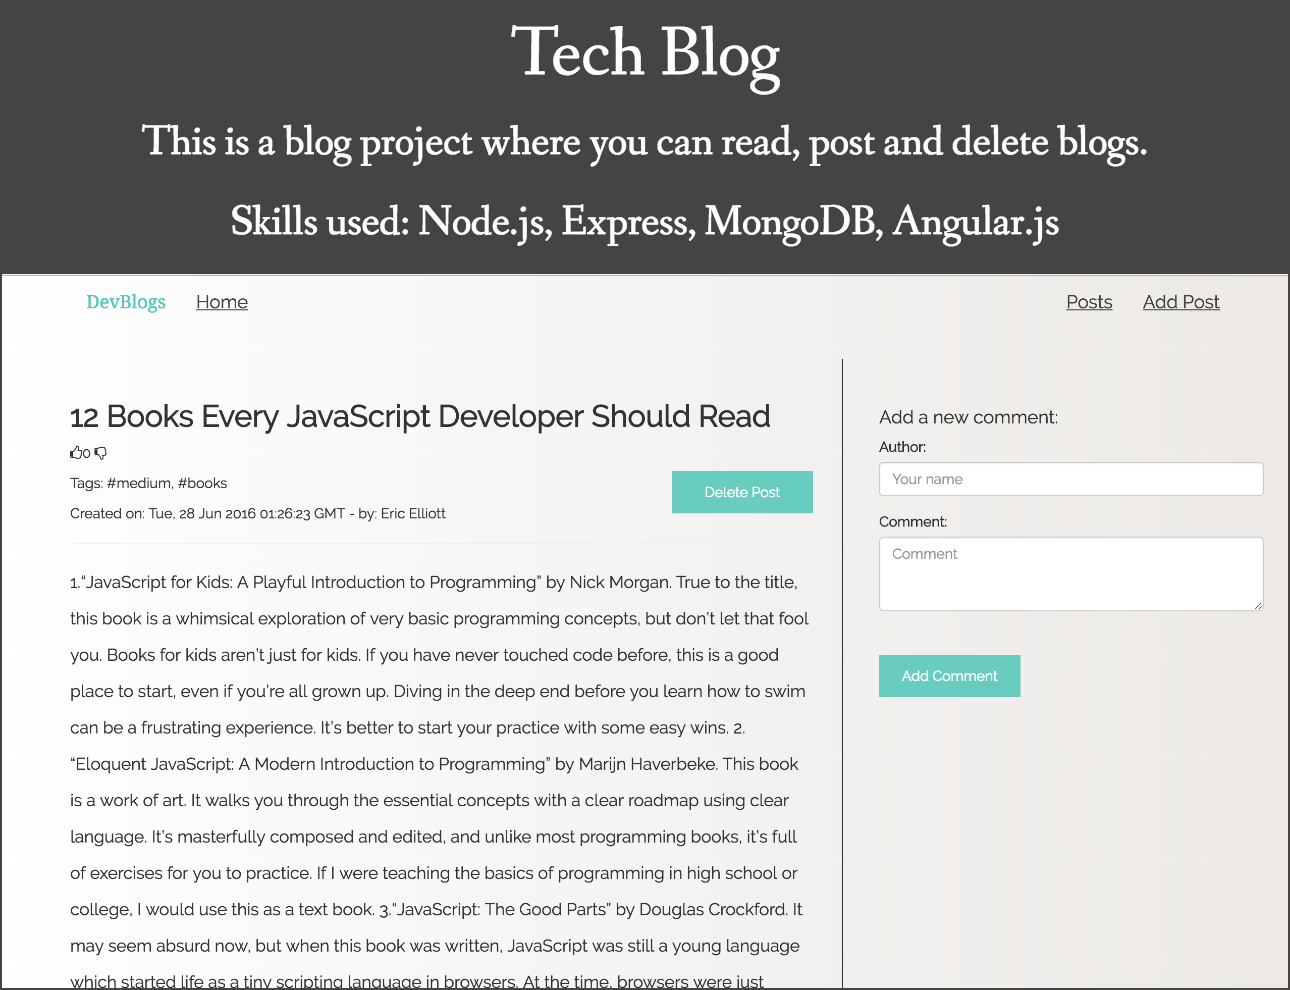 Tech Blog
This is a blog project where you can read, post and delete blogs.
Skills used: Node.js, Express, MongoDB, Angular.js
DevBlogs Home Posts Add Post
12 Books Every JavaScript Developer Should Read
0
Tags: #medium, #books
Delete Post
Created on: Tue, 28 Jun 2016 01:26:23 GMT - by: Eric Elliott
1.“JavaScript for Kids: A Playful Introduction to Programming” by Nick Morgan. True to the title,
this book is a whimsical exploration of very basic programming concepts, but don’t let that fool
you. Books for kids aren’t just for kids. If you have never touched code before, this is a good
place to start, even if you’re all grown up. Diving in the deep end before you learn how to swim
can be a frustrating experience. It’s better to start your practice with some easy wins. 2.
“Eloquent JavaScript: A Modern Introduction to Programming” by Marijn Haverbeke. This book
is a work of art. It walks you through the essential concepts with a clear roadmap using clear
language. It’s masterfully composed and edited, and unlike most programming books, it’s full
of exercises for you to practice. If I were teaching the basics of programming in high school or
college, I would use this as a text book. 3.“JavaScript: The Good Parts” by Douglas Crockford. It
may seem absurd now, but when this book was written, JavaScript was still a young language
which started life as a tiny scripting language in browsers. At the time, browsers were just
Add a new comment:
Author:
Your name
Comment:
Comment
Add Comment